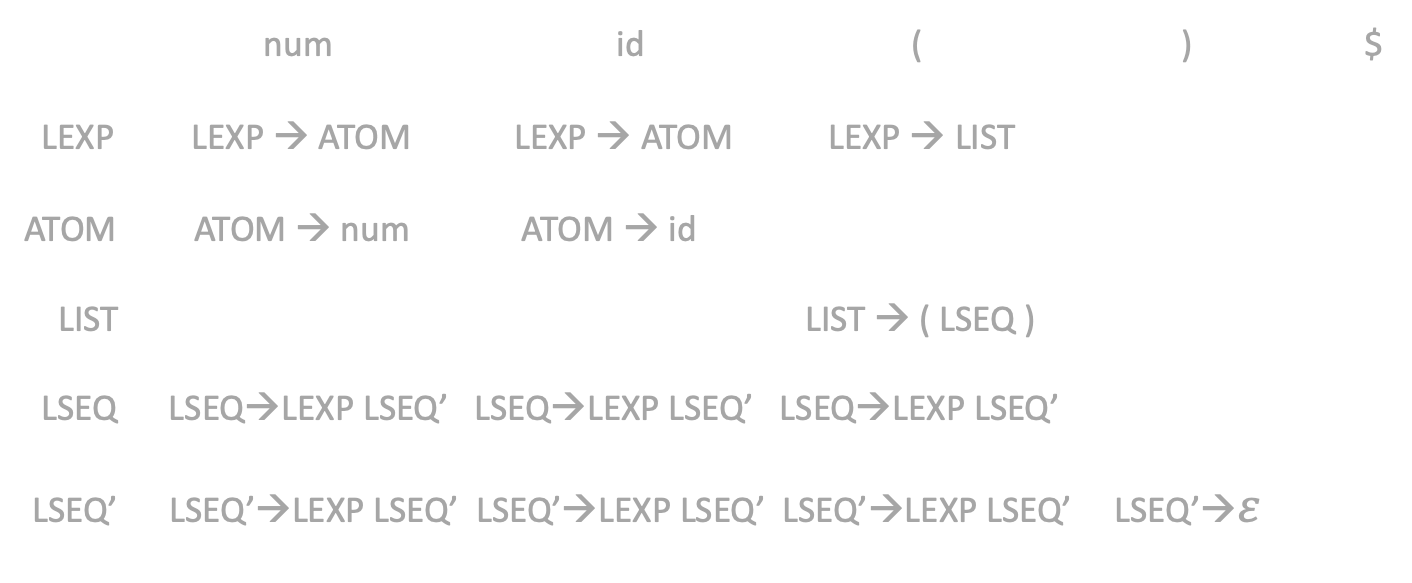 num id ( ) $
LEXP LEXP → ATOM LEXP → ATOM LEXP → LIST
ATOM ATOM → num ATOM → id
LIST LIST → ( LSEQ )
LSEQ LSEQ→LEXP LSEQ’ LSEQ→LEXP LSEQ’ LSEQ→LEXP LSEQ’
LSEQ’ LSEQ’→LEXP LSEQ’ LSEQ’→LEXP LSEQ’ LSEQ’→LEXP LSEQ’ LSEQ’→ℰ